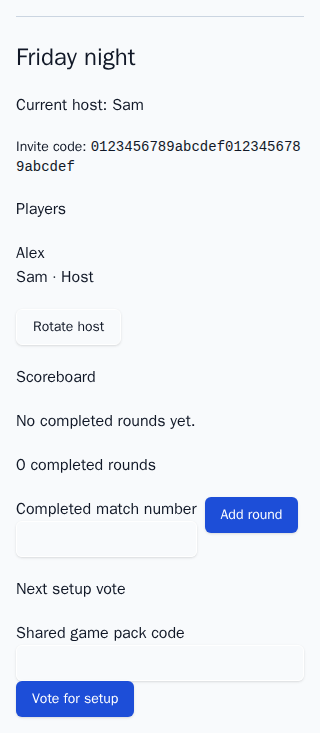 Friday night
Current host: Sam
Invite code: 0123456789abcdef012345678
9abcdef
Players
Alex
Sam · Host
Rotate host
Scoreboard
No completed rounds yet.
0 completed rounds
Completed match number
Add round
Next setup vote
Shared game pack code
Vote for setup